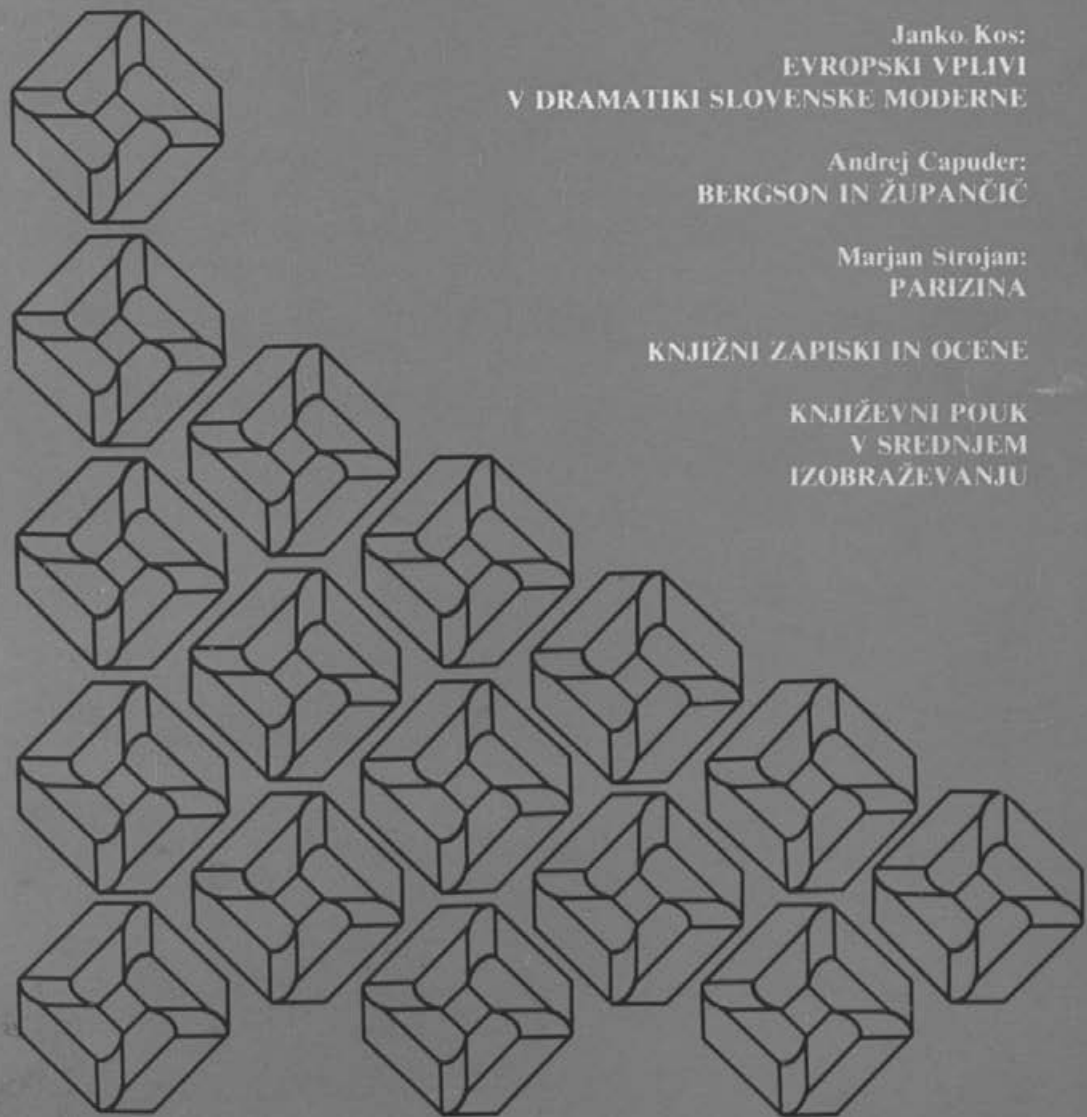 Janko Kos:
EVROPSKI VPLIVI
V DRAMATIKI SLOVENSKE MODERNE
Andrej Capuder:
BERGSON IN ŽUPANČIČ
Marjan Strojan:
PARIZINA
KNJIŽNI ZAPISKI IN OCENE
KNJIŽEVNI POUK
V SREDNJEM
IZOBRAŽEVANJU